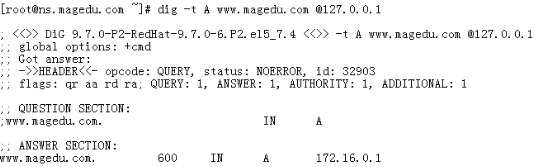 [root@ns.magedu.com ~]# dig -t A www.magedu.com @127.0.0.1
; <<>> DiG 9.7.0-P2-RedHat-9.7.0-6.P2.el5_7.4 <<>> -t A www.magedu.com @127.0.0.1
;; global options: +cmd
;; Got answer:
;; ->>HEADER<<- opcode: QUERY, status: NOERROR, id: 32903
;; flags: qr aa rd ra; QUERY: 1, ANSWER: 1, AUTHORITY: 1, ADDITIONAL: 1
;; QUESTION SECTION:
;www.magedu.com. IN A
;; ANSWER SECTION:
www.magedu.com. 600 IN A 172.16.0.1